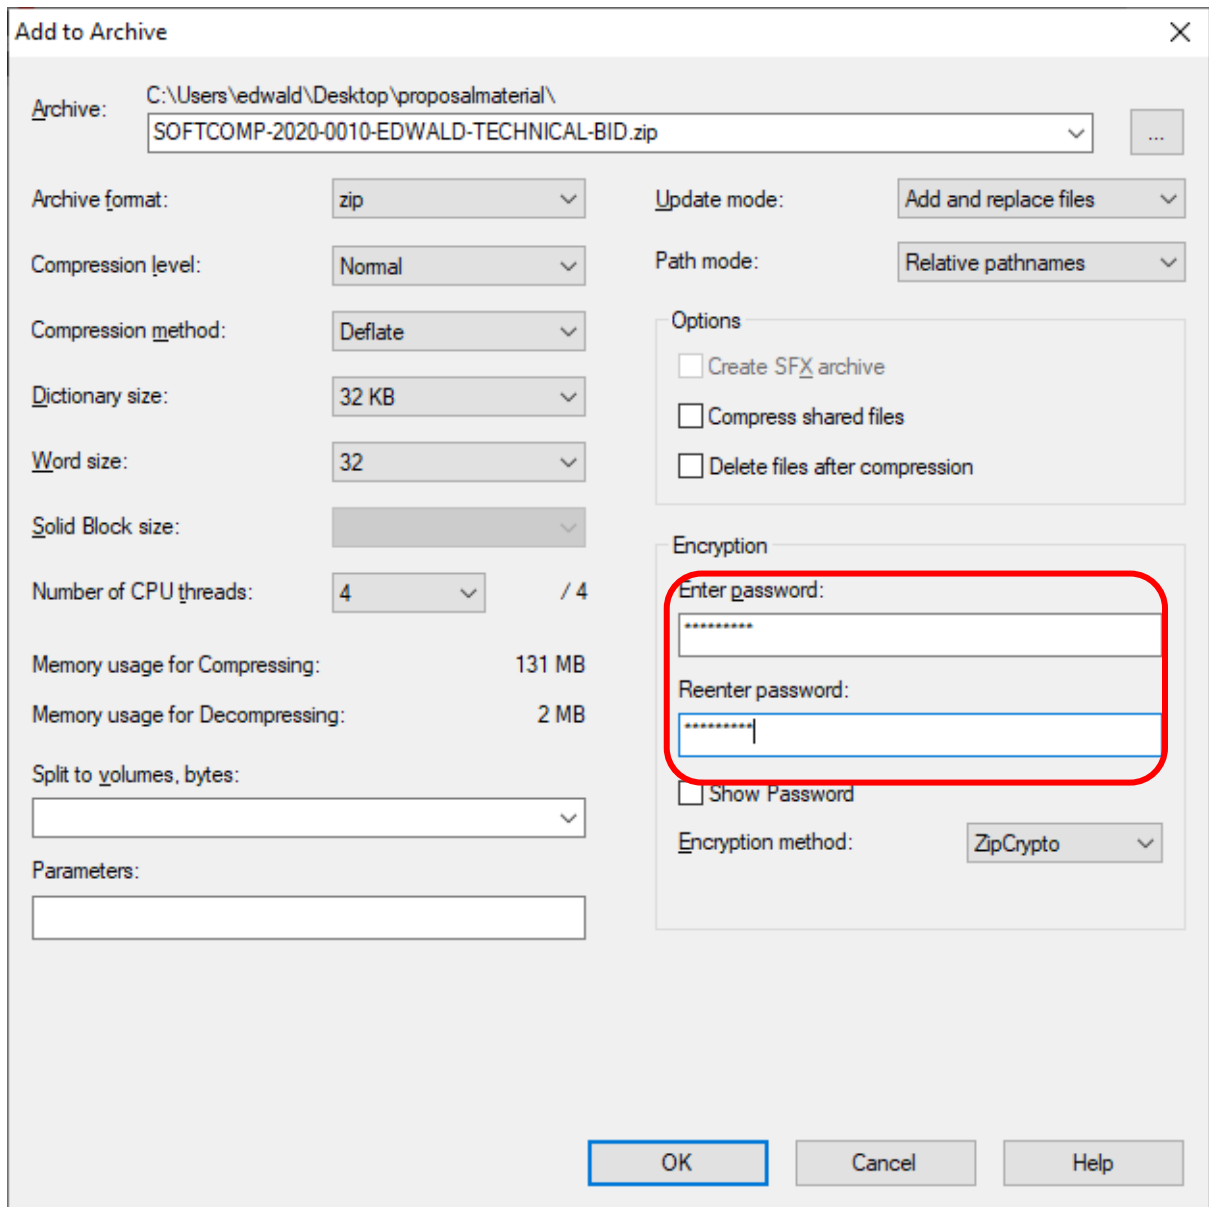 Add to Archive
Archive:
C:\Users\edwald\Desktop\proposalmaterial\
SOFTCOMP-2020-0010-EDWALD-TECHNICAL-BID.zip
...
Archive format:
zip
Compression level:
Normal
Compression method:
Deflate
Dictionary size:
32 KB
Word size:
32
Solid Block size:
Number of CPU threads:
4
/ 4
Memory usage for Compressing:
131 MB
Memory usage for Decompressing:
2 MB
Split to volumes, bytes:
Parameters:
Update mode:
Add and replace files
Path mode:
Relative pathnames
Options
Create SFX archive
Compress shared files
Delete files after compression
Encryption
Enter password:
*********
Reenter password:
*********
Show Password
Encryption method:
ZipCrypto
OK
Cancel
Help